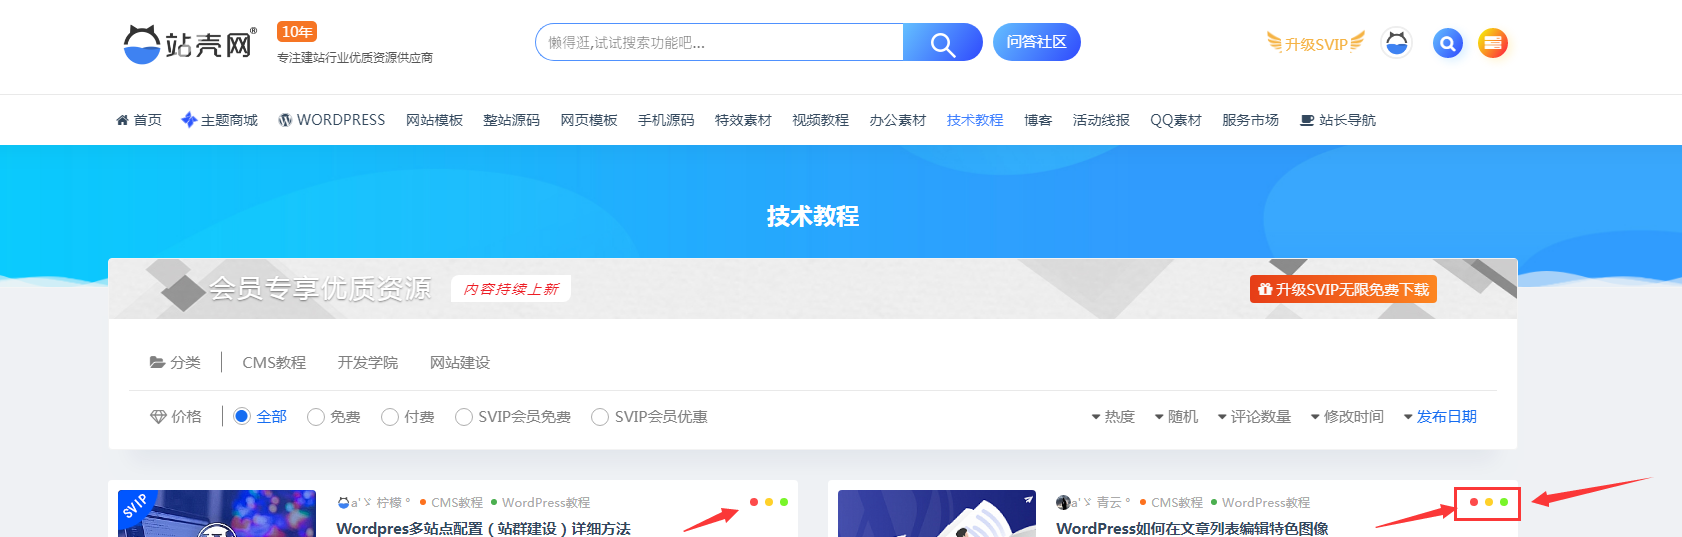 站壳网®
10年
专注建站行业优质资源供应商
懒得逛,试试搜索功能吧...
问答社区
升级SVIP
首页 主题商城 WORDPRESS 网站模板 整站源码 网页模板 手机源码 特效素材 视频教程 办公素材 技术教程 博客 活动线报 QQ素材 服务市场 站长导航
技术教程
会员专享优质资源 内容持续上新 升级SVIP无限免费下载
分类 CMS教程 开发学院 网站建设
价格 全部 免费 付费 SVIP会员免费 SVIP会员优惠 热度 随机 评论数量 修改时间 发布日期
SVIP
a'ゞ 柠檬 ° CMS教程 WordPress教程
Wordpres多站点配置（站群建设）详细方法
a'ゞ 青云 ° CMS教程 WordPress教程
WordPress如何在文章列表编辑特色图像